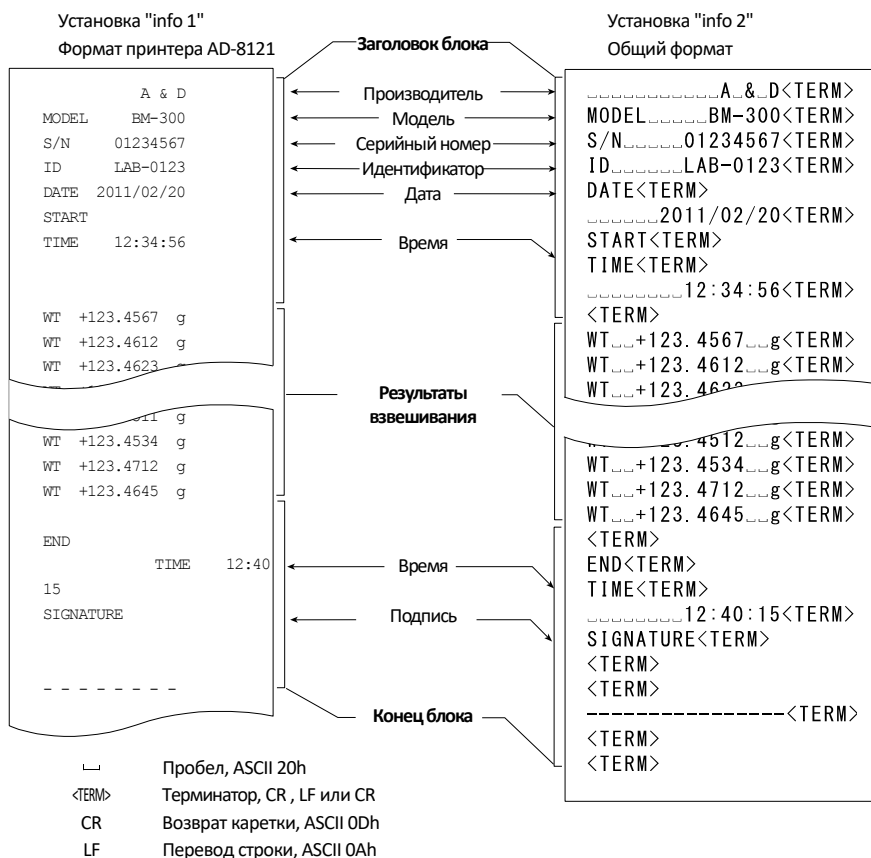 Установка "info 1"
Формат принтера AD-8121
A & D
MODEL BM-300
S/N 01234567
ID LAB-0123
DATE 2011/02/20
START
TIME 12:34:56
WT +123.4567 g
WT +123.4612 g
WT +123.4623
g
WT +123.4534 g
WT +123.4712 g
WT +123.4645 g
END
TIME 12:40
15
SIGNATURE
- - - - - - - -
Заголовок блока
Производитель
Модель
Серийный номер
Идентификатор
Дата
Время
Результаты
взвешивания
Время
Подпись
Конец блока
Установка "info 2"
Общий формат
␣␣␣␣␣␣␣␣␣␣␣A␣&␣D<TERM>
MODEL␣␣␣␣␣BM-300<TERM>
S/N␣␣␣␣␣01234567<TERM>
ID␣␣␣␣␣␣LAB-0123<TERM>
DATE<TERM>
␣␣␣␣␣␣2011/02/20<TERM>
START<TERM>
TIME<TERM>
␣␣␣␣␣␣␣␣12:34:56<TERM>
<TERM>
WT␣␣+123.4567␣␣g<TERM>
WT␣␣+123.4612␣␣g<TERM>
WT␣␣
4512␣␣g<TERM>
WT␣␣+123.4534␣␣g<TERM>
WT␣␣+123.4712␣␣g<TERM>
WT␣␣+123.4645␣␣g<TERM>
<TERM>
END<TERM>
TIME<TERM>
␣␣␣␣␣␣␣␣12:40:15<TERM>
SIGNATURE<TERM>
<TERM>
<TERM>
----------------<TERM>
<TERM>
<TERM>
␣ Пробел, ASCII 20h
<TERM> Терминатор, CR , LF или CR
CR Возврат каретки, ASCII 0Dh
LF Перевод строки, ASCII 0Ah